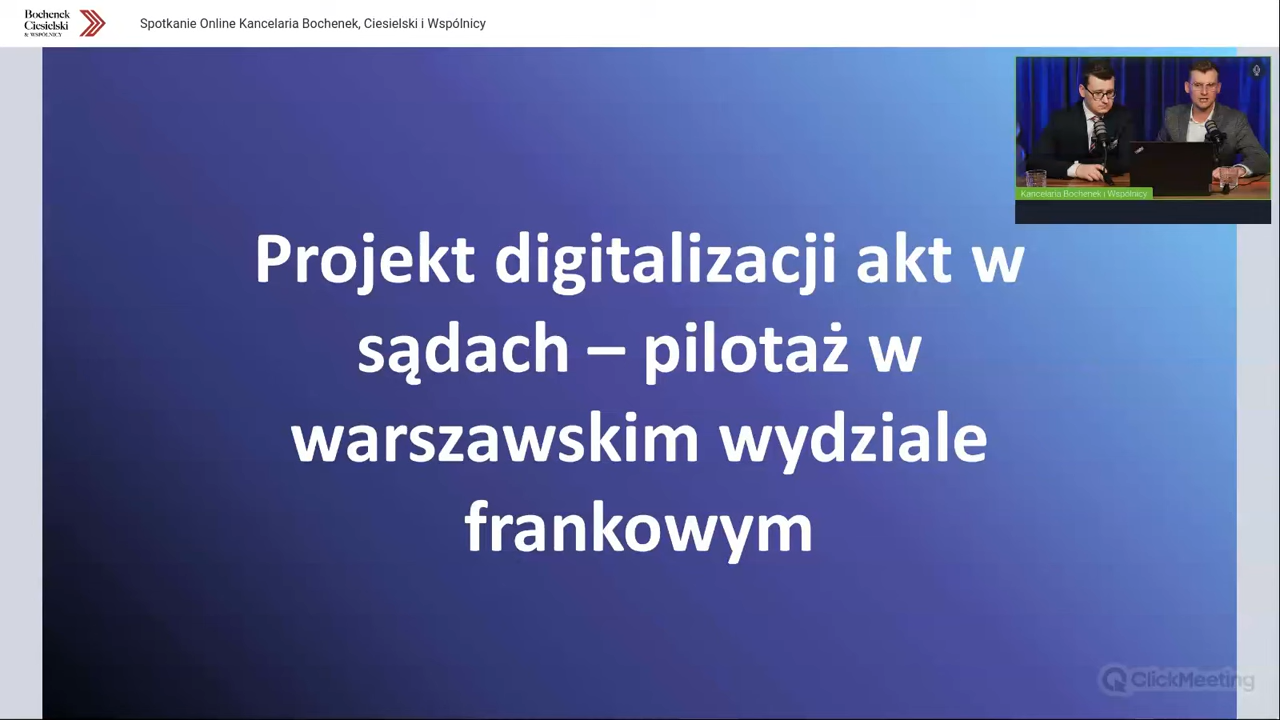 Bochenek
Ciesielski
& WSPÓLNICY
Spotkanie Online Kancelaria Bochenek, Ciesielski i Wspólnicy
Kancelaria Bochenek i Wspólnicy
Projekt digitalizacji akt w
sądach – pilotaż w
warszawskim wydziale
frankowym
ClickMeeting